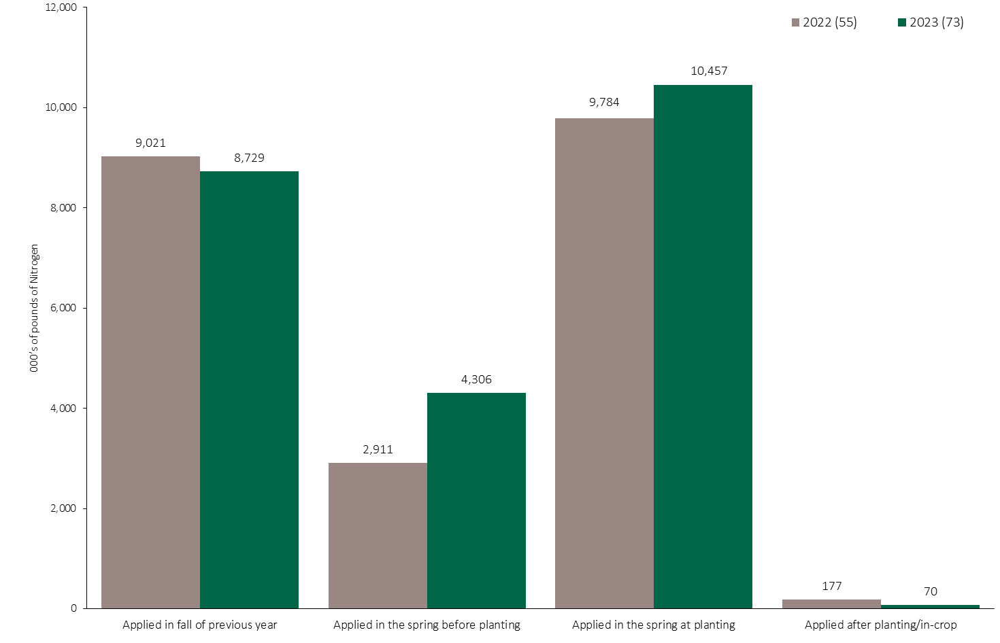 2022 (55) 2023 (73)
12,000
10,000
8,000
6,000
4,000
2,000
0
000's of pounds of Nitrogen
9,021
8,729
2,911
4,306
9,784
10,457
177
70
Applied in fall of previous year
Applied in the spring before planting
Applied in the spring at planting
Applied after planting/in-crop